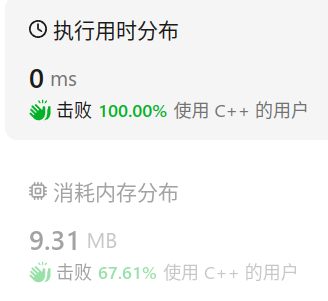 执行用时分布
0 ms
击败 100.00% 使用 C++ 的用户
消耗内存分布
9.31 MB
击败 67.61% 使用 C++ 的用户